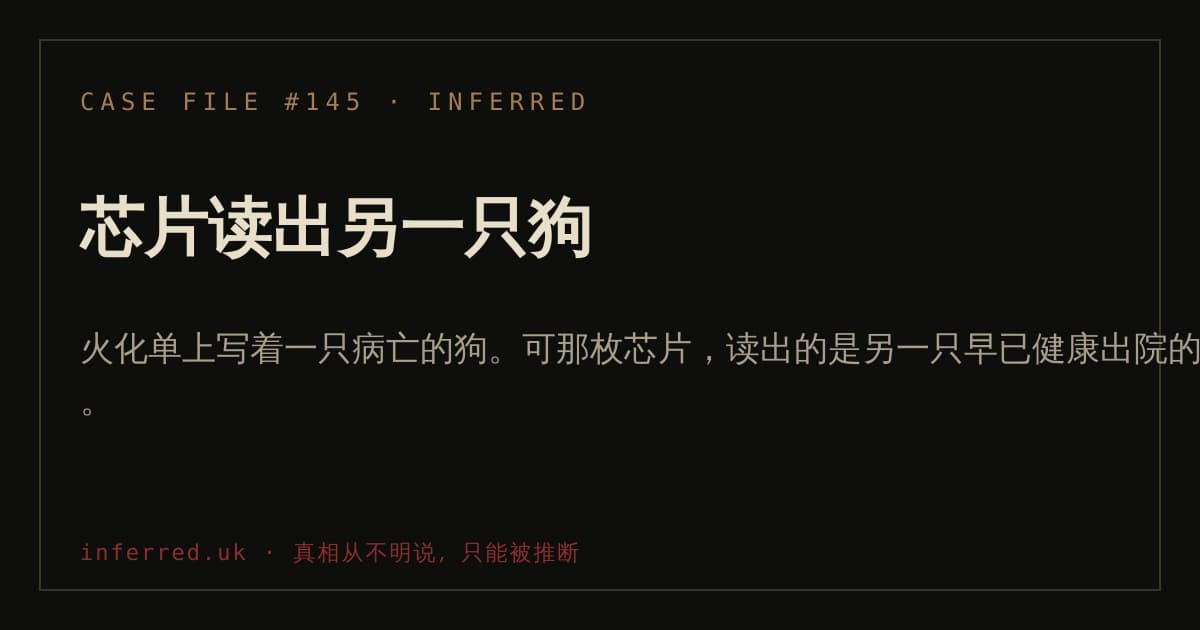 CASE FILE #145 · INFERRED
芯片读出另一只狗
火化单上写着一只病亡的狗。可那枚芯片，读出的是另一只早已健康出院的
。
inferred.uk · 真相从不明说，只能被推断